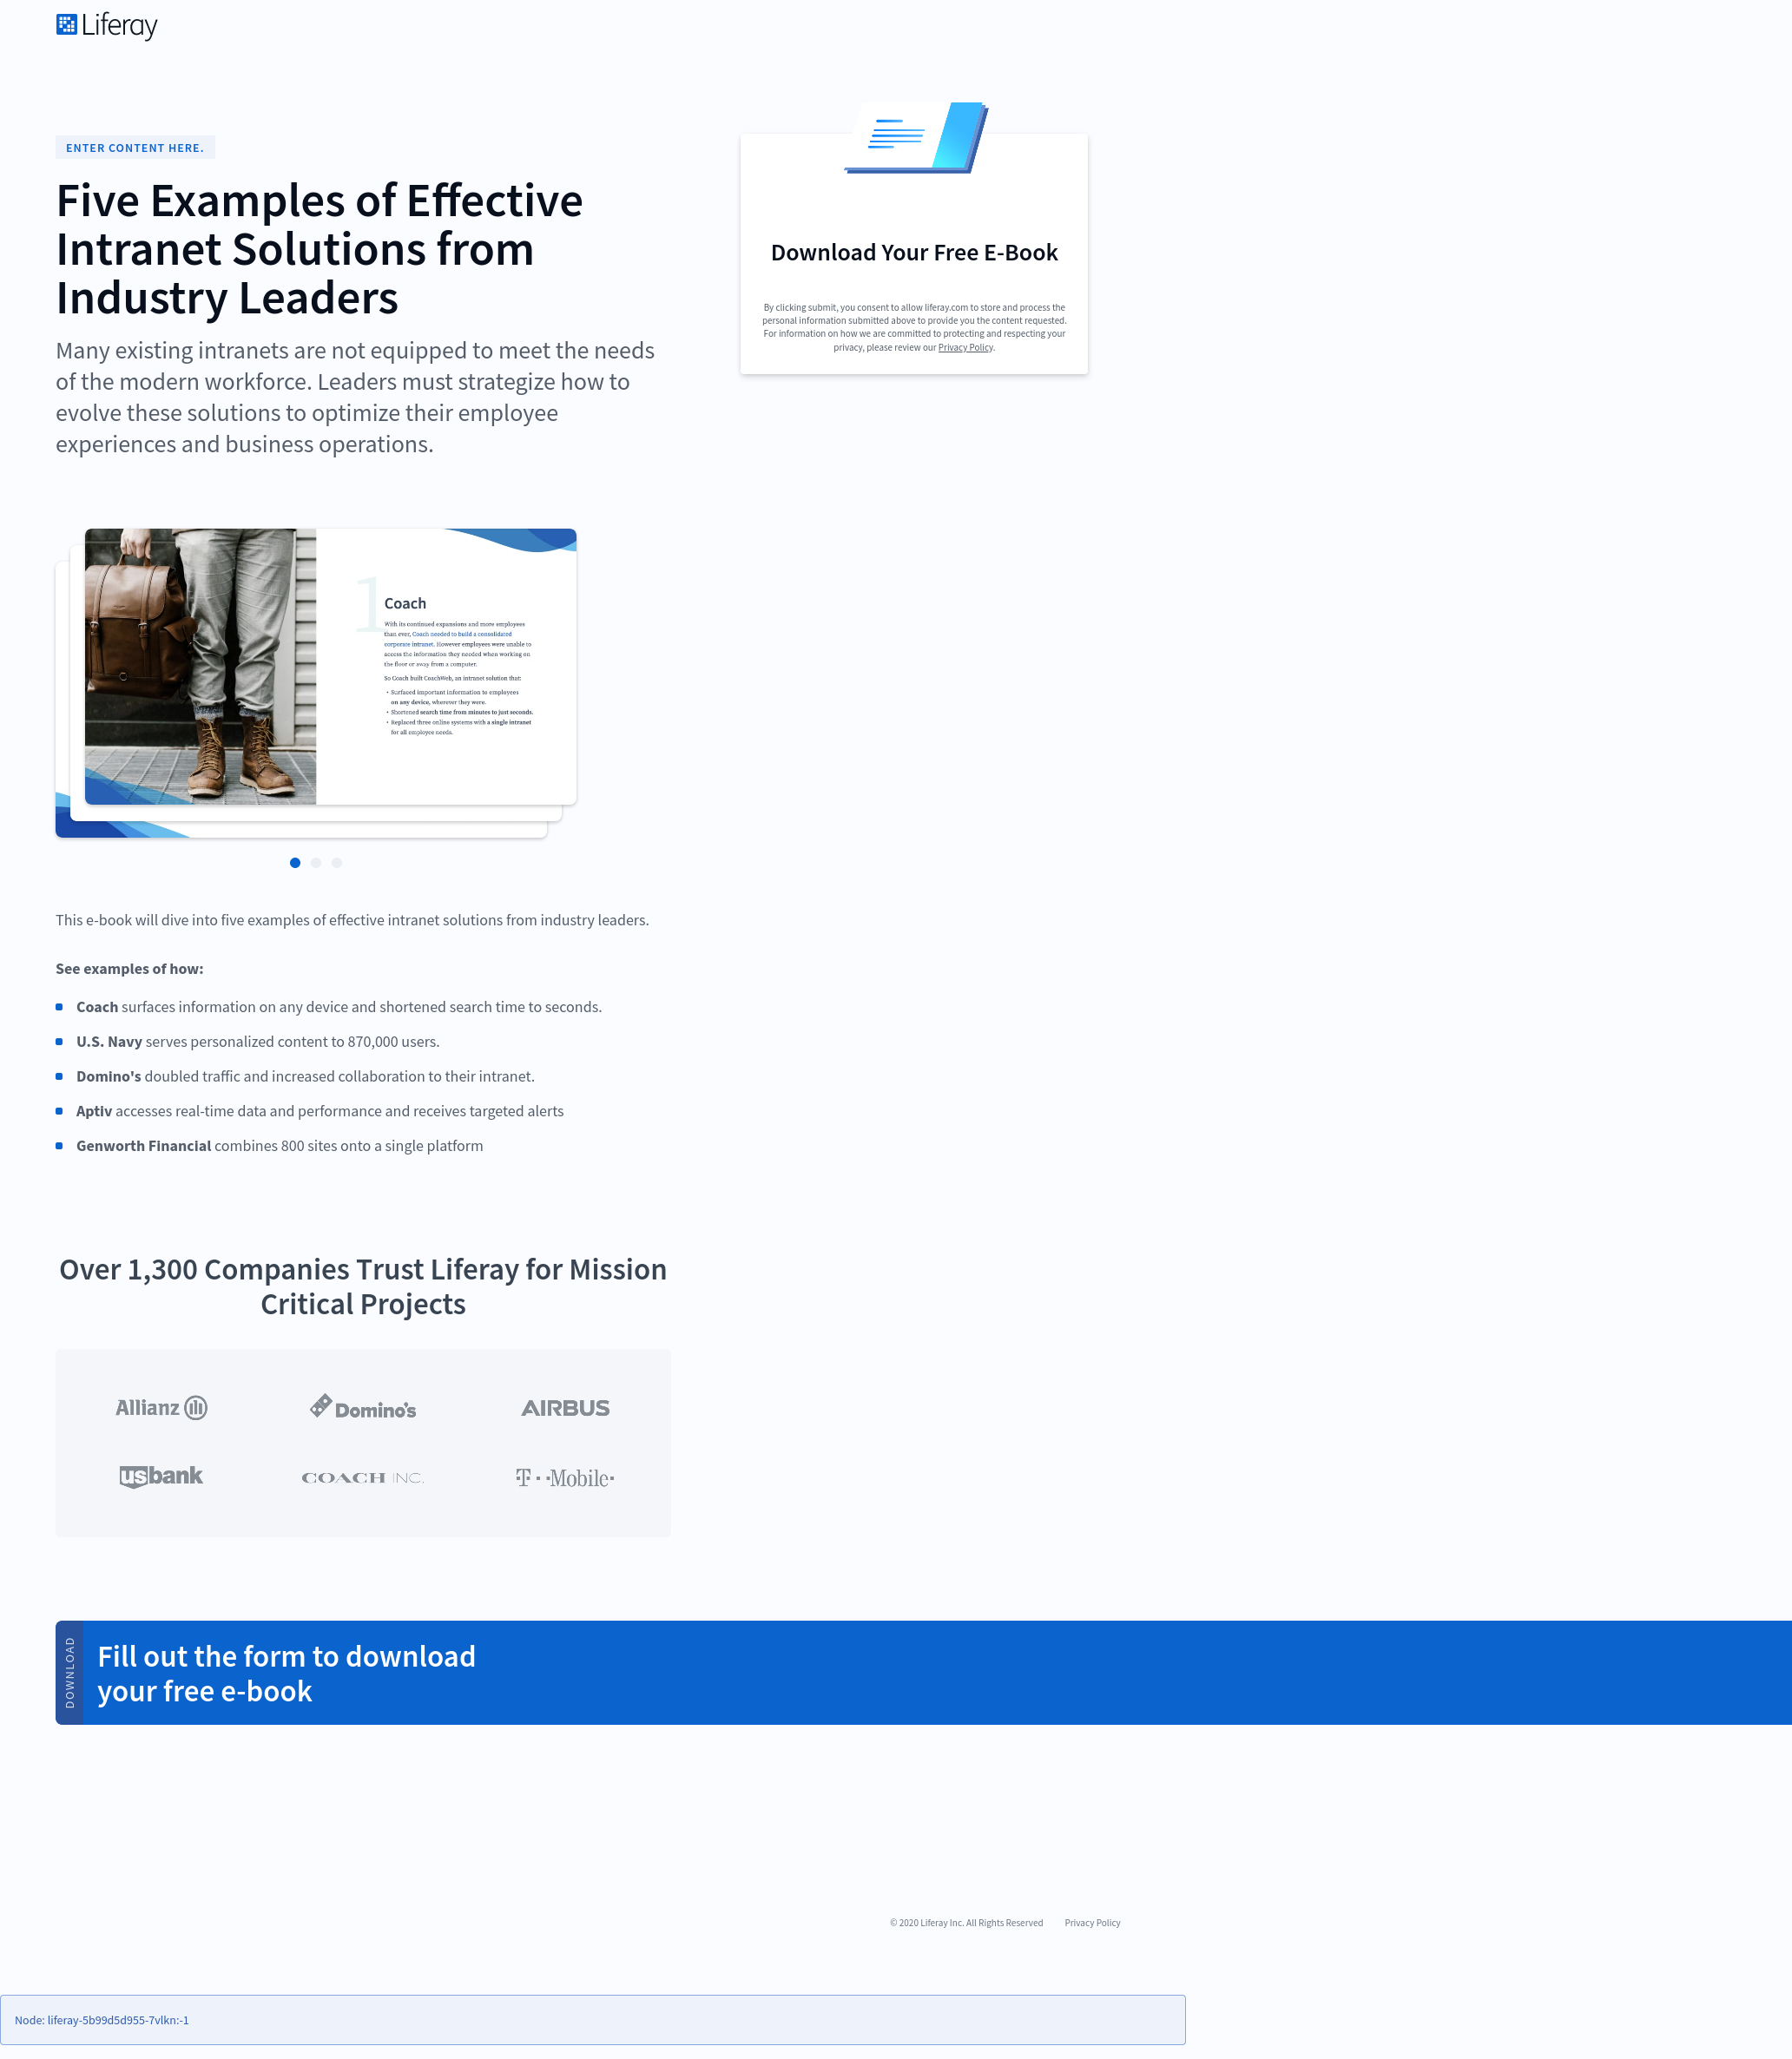 Liferay
ENTER CONTENT HERE.
Five Examples of Effective
Intranet Solutions from
Industry Leaders
Many existing intranets are not equipped to meet the needs
of the modern workforce. Leaders must strategize how to
evolve these solutions to optimize their employee
experiences and business operations.
Download Your Free E-Book
By clicking submit, you consent to allow liferay.com to store and process the
personal information submitted above to provide you the content requested.
For information on how we are committed to protecting and respecting your
privacy, please review our Privacy Policy.
1
Coach
With its continued expansions and more employees
than ever, Coach needed to build a consolidated
corporate intranet. However employees were unable to
access the information they needed when working on
the floor or away from a computer.
So Coach built CoachWeb, an intranet solution that:
• Surfaced important information to employees
on any device, wherever they were.
• Shortened search time from minutes to just seconds.
• Replaced three online systems with a single intranet
for all employee needs.
This e-book will dive into five examples of effective intranet solutions from industry leaders.
See examples of how:
Coach surfaces information on any device and shortened search time to seconds.
U.S. Navy serves personalized content to 870,000 users.
Domino's doubled traffic and increased collaboration to their intranet.
Aptiv accesses real-time data and performance and receives targeted alerts
Genworth Financial combines 800 sites onto a single platform
Over 1,300 Companies Trust Liferay for Mission
Critical Projects
Allianz
Domino's
AIRBUS
usbank
COACH INC.
T··Mobile·
DOWNLOAD
Fill out the form to download
your free e-book
© 2020 Liferay Inc. All Rights Reserved
Privacy Policy
Node: liferay-5b99d5d955-7vlkn:-1